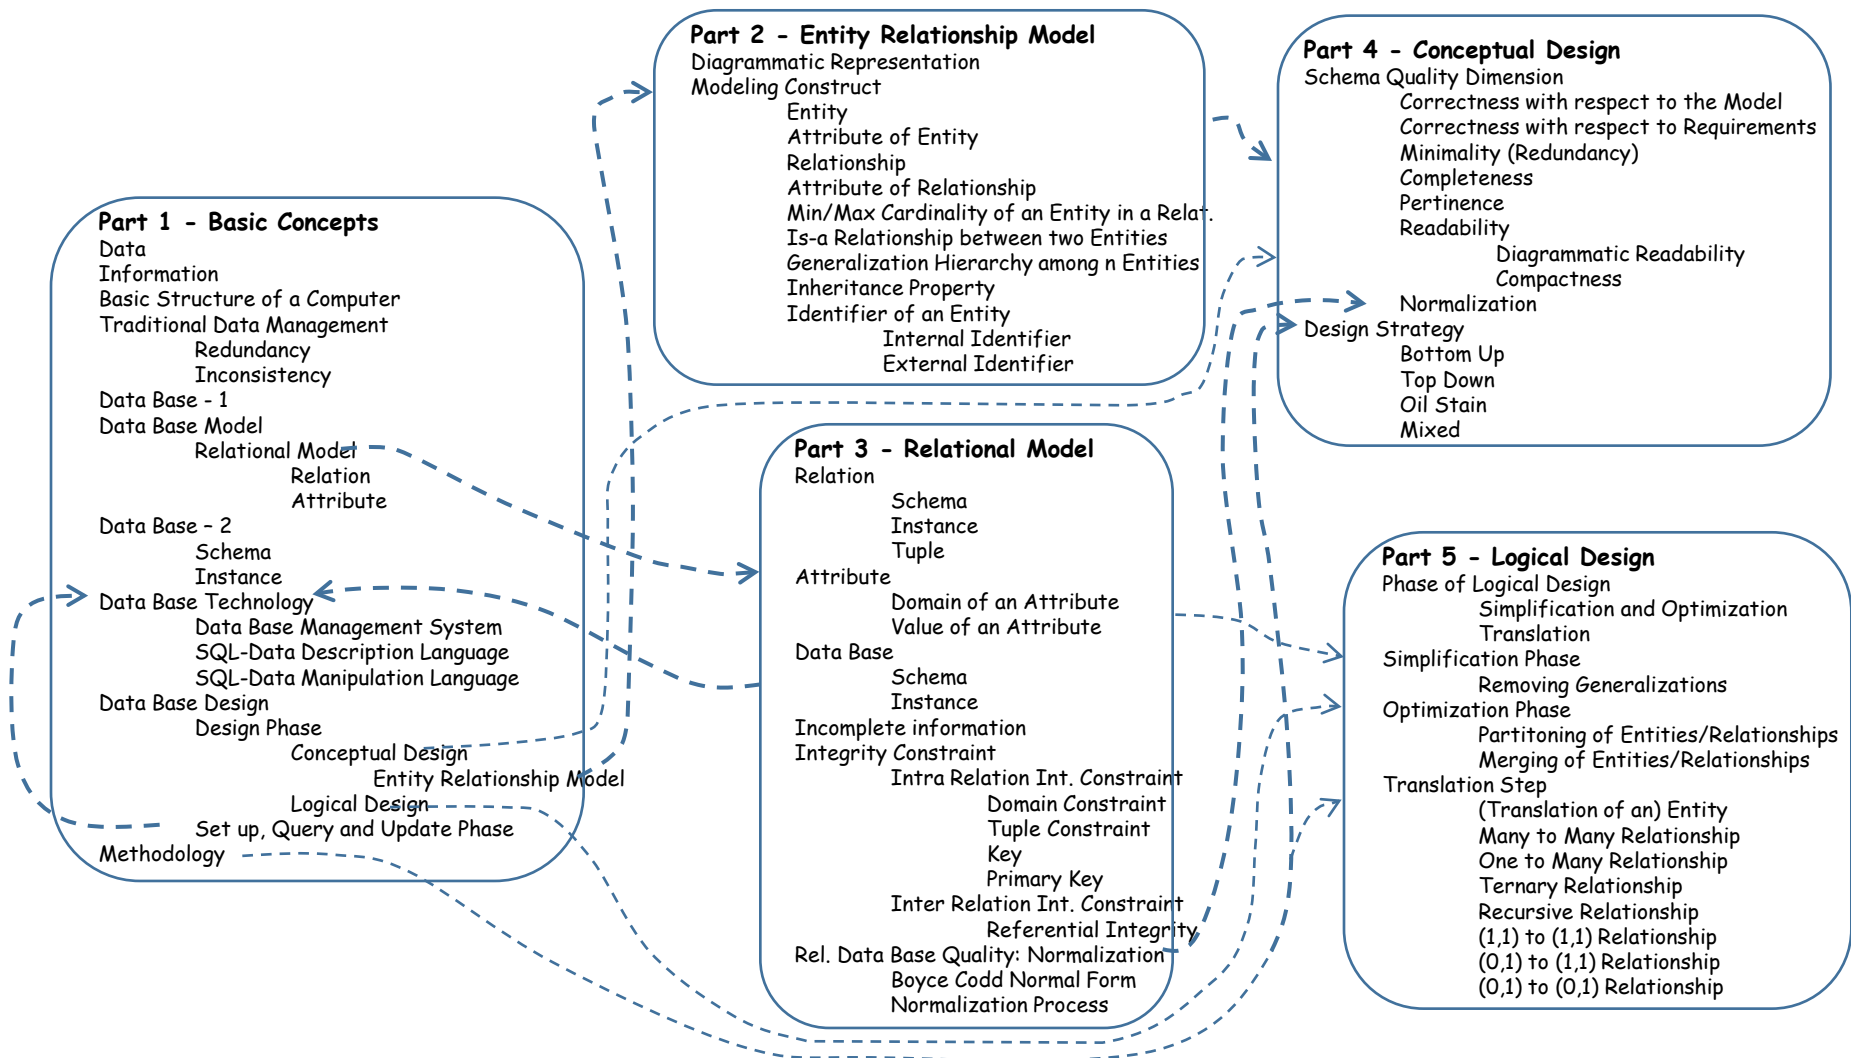 Part 1 - Basic Concepts
Data
Information
Basic Structure of a Computer
Traditional Data Management
Redundancy
Inconsistency
Data Base - 1
Data Base Model
Relational Model
Relation
Attribute
Data Base – 2
Schema
Instance
Data Base Technology
Data Base Management System
SQL-Data Description Language
SQL-Data Manipulation Language
Data Base Design
Design Phase
Conceptual Design
Entity Relationship Model
Logical Design
Set up, Query and Update Phase
Methodology
Part 2 - Entity Relationship Model
Diagrammatic Representation
Modeling Construct
Entity
Attribute of Entity
Relationship
Attribute of Relationship
Min/Max Cardinality of an Entity in a Relat.
Is-a Relationship between two Entities
Generalization Hierarchy among n Entities
Inheritance Property
Identifier of an Entity
Internal Identifier
External Identifier
Part 3 - Relational Model
Relation
Schema
Instance
Tuple
Attribute
Domain of an Attribute
Value of an Attribute
Data Base
Schema
Instance
Incomplete information
Integrity Constraint
Intra Relation Int. Constraint
Domain Constraint
Tuple Constraint
Key
Primary Key
Inter Relation Int. Constraint
Referential Integrity
Rel. Data Base Quality: Normalization
Boyce Codd Normal Form
Normalization Process
Part 4 - Conceptual Design
Schema Quality Dimension
Correctness with respect to the Model
Correctness with respect to Requirements
Minimality (Redundancy)
Completeness
Pertinence
Readability
Diagrammatic Readability
Compactness
Normalization
Design Strategy
Bottom Up
Top Down
Oil Stain
Mixed
Part 5 - Logical Design
Phase of Logical Design
Simplification and Optimization
Translation
Simplification Phase
Removing Generalizations
Optimization Phase
Partitoning of Entities/Relationships
Merging of Entities/Relationships
Translation Step
(Translation of an) Entity
Many to Many Relationship
One to Many Relationship
Ternary Relationship
Recursive Relationship
(1,1) to (1,1) Relationship
(0,1) to (1,1) Relationship
(0,1) to (0,1) Relationship